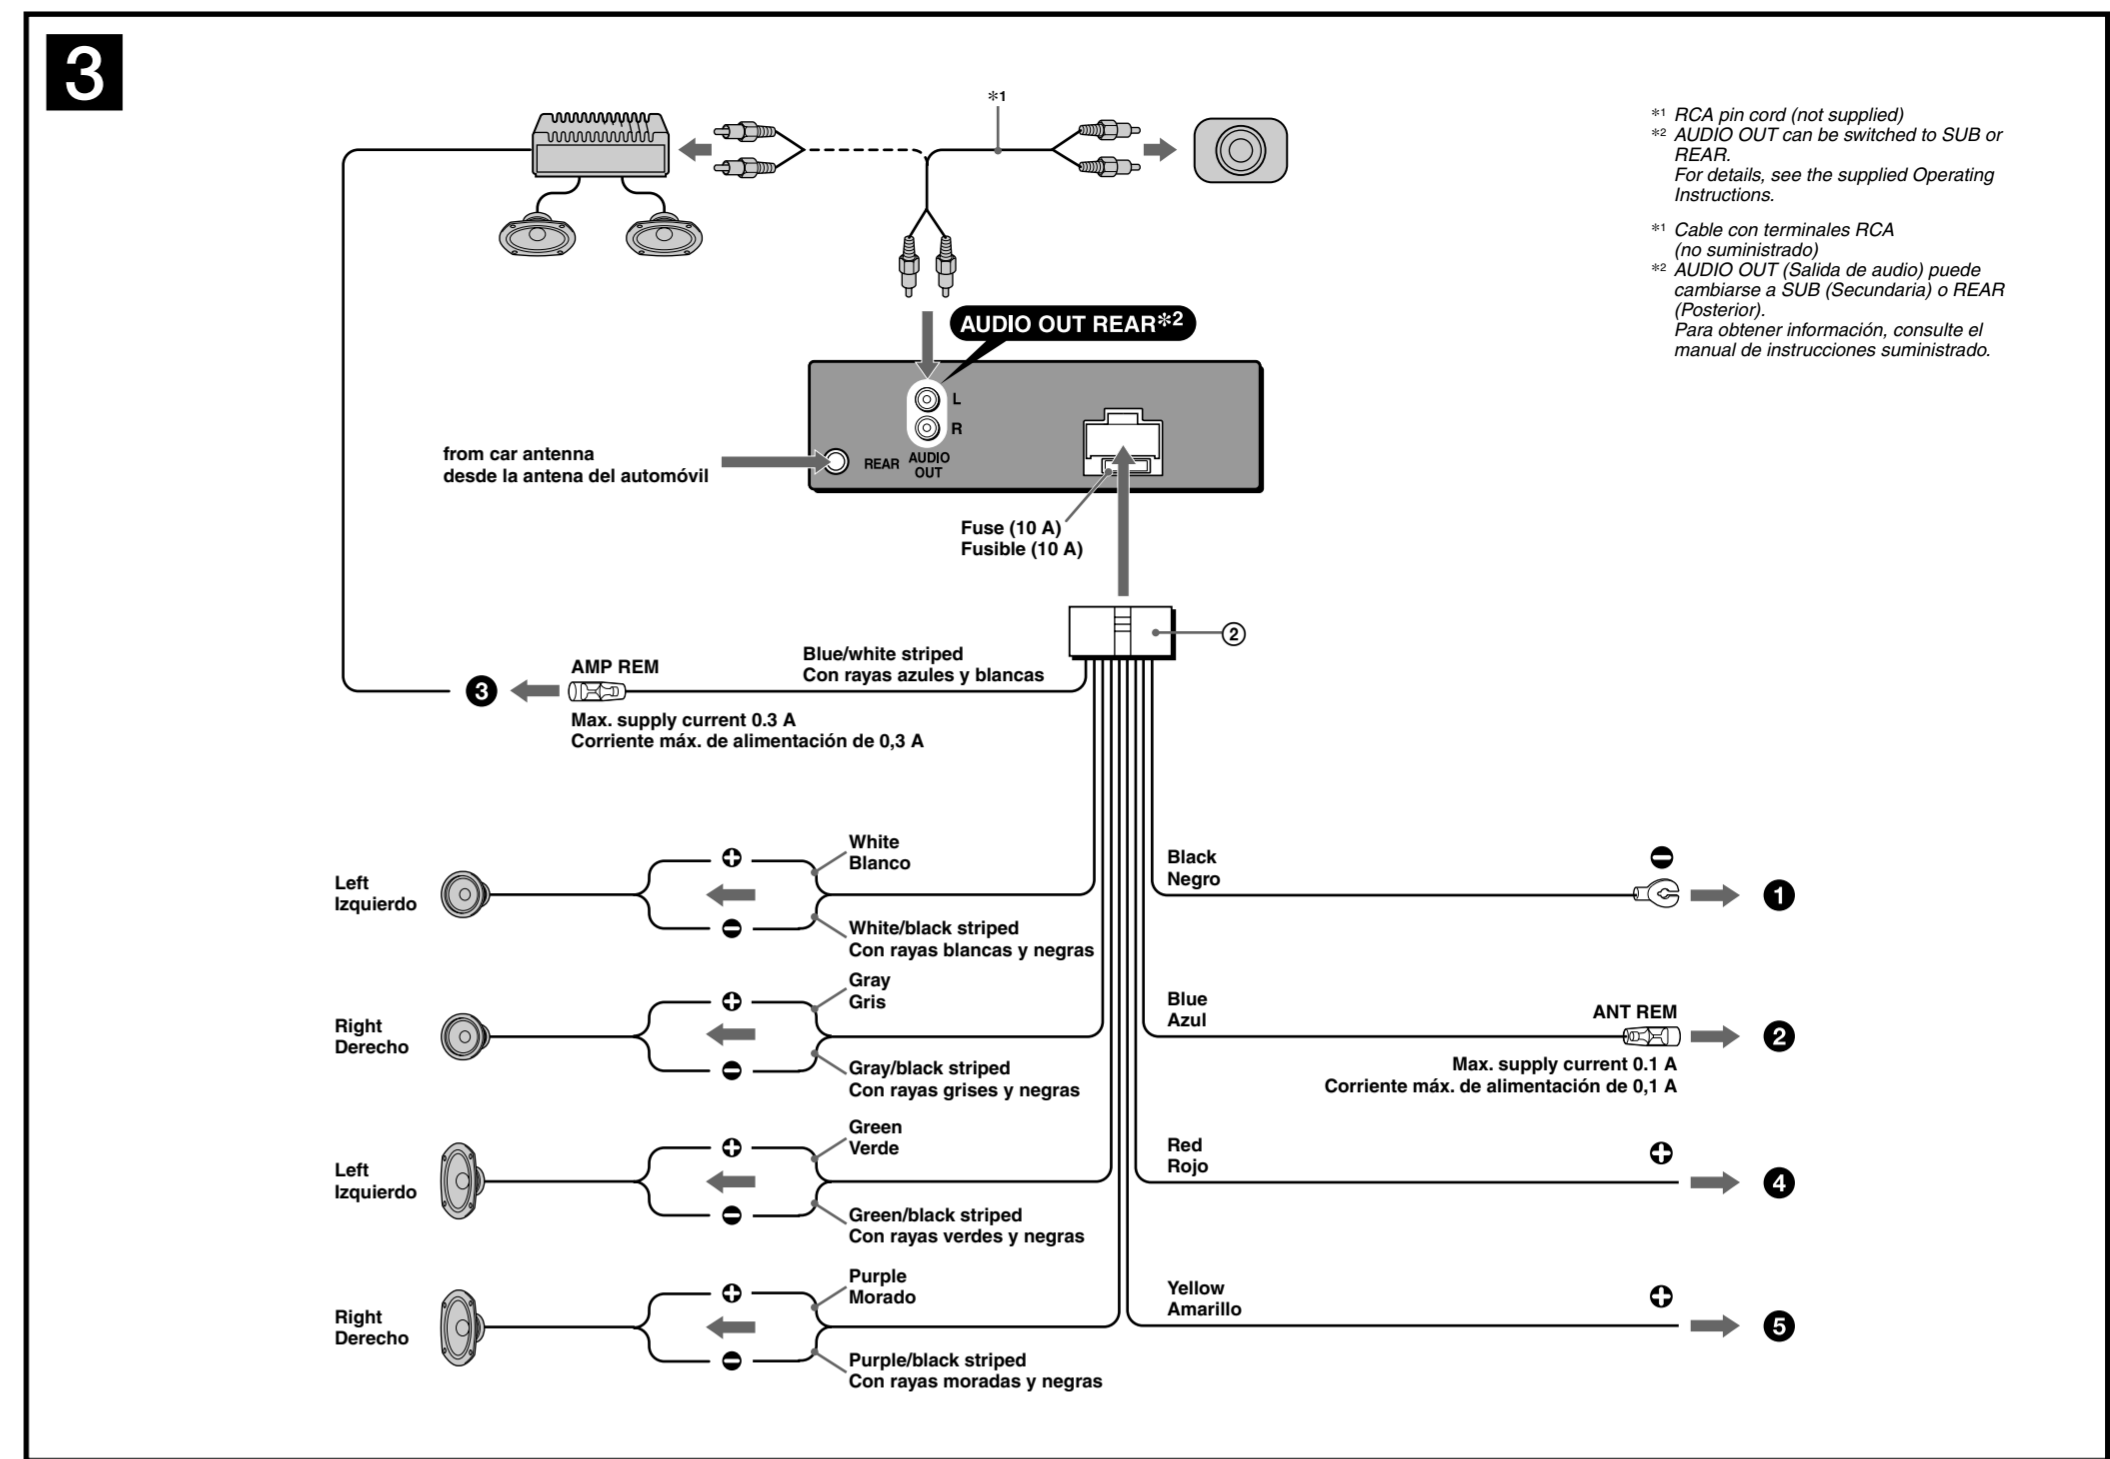 3
*1
*1 RCA pin cord (not supplied)
*2 AUDIO OUT can be switched to SUB or
REAR.
For details, see the supplied Operating
Instructions.
*1 Cable con terminales RCA
(no suministrado)
*2 AUDIO OUT (Salida de audio) puede
cambiarse a SUB (Secundaria) o REAR
(Posterior).
Para obtener información, consulte el
manual de instrucciones suministrado.
AUDIO OUT REAR*2
L
R
from car antenna
desde la antena del automóvil
REAR
AUDIO
OUT
Fuse (10 A)
Fusible (10 A)
②
Blue/white striped
Con rayas azules y blancas
AMP REM
❸
Max. supply current 0.3 A
Corriente máx. de alimentación de 0,3 A
Left
Izquierdo
+
−
White
Blanco
White/black striped
Con rayas blancas y negras
Black
Negro
−
❶
Right
Derecho
+
−
Gray
Gris
Gray/black striped
Con rayas grises y negras
Blue
Azul
ANT REM
❷
Max. supply current 0.1 A
Corriente máx. de alimentación de 0,1 A
Left
Izquierdo
+
−
Green
Verde
Green/black striped
Con rayas verdes y negras
Red
Rojo
+
❹
Right
Derecho
+
−
Purple
Morado
Purple/black striped
Con rayas moradas y negras
Yellow
Amarillo
+
❺